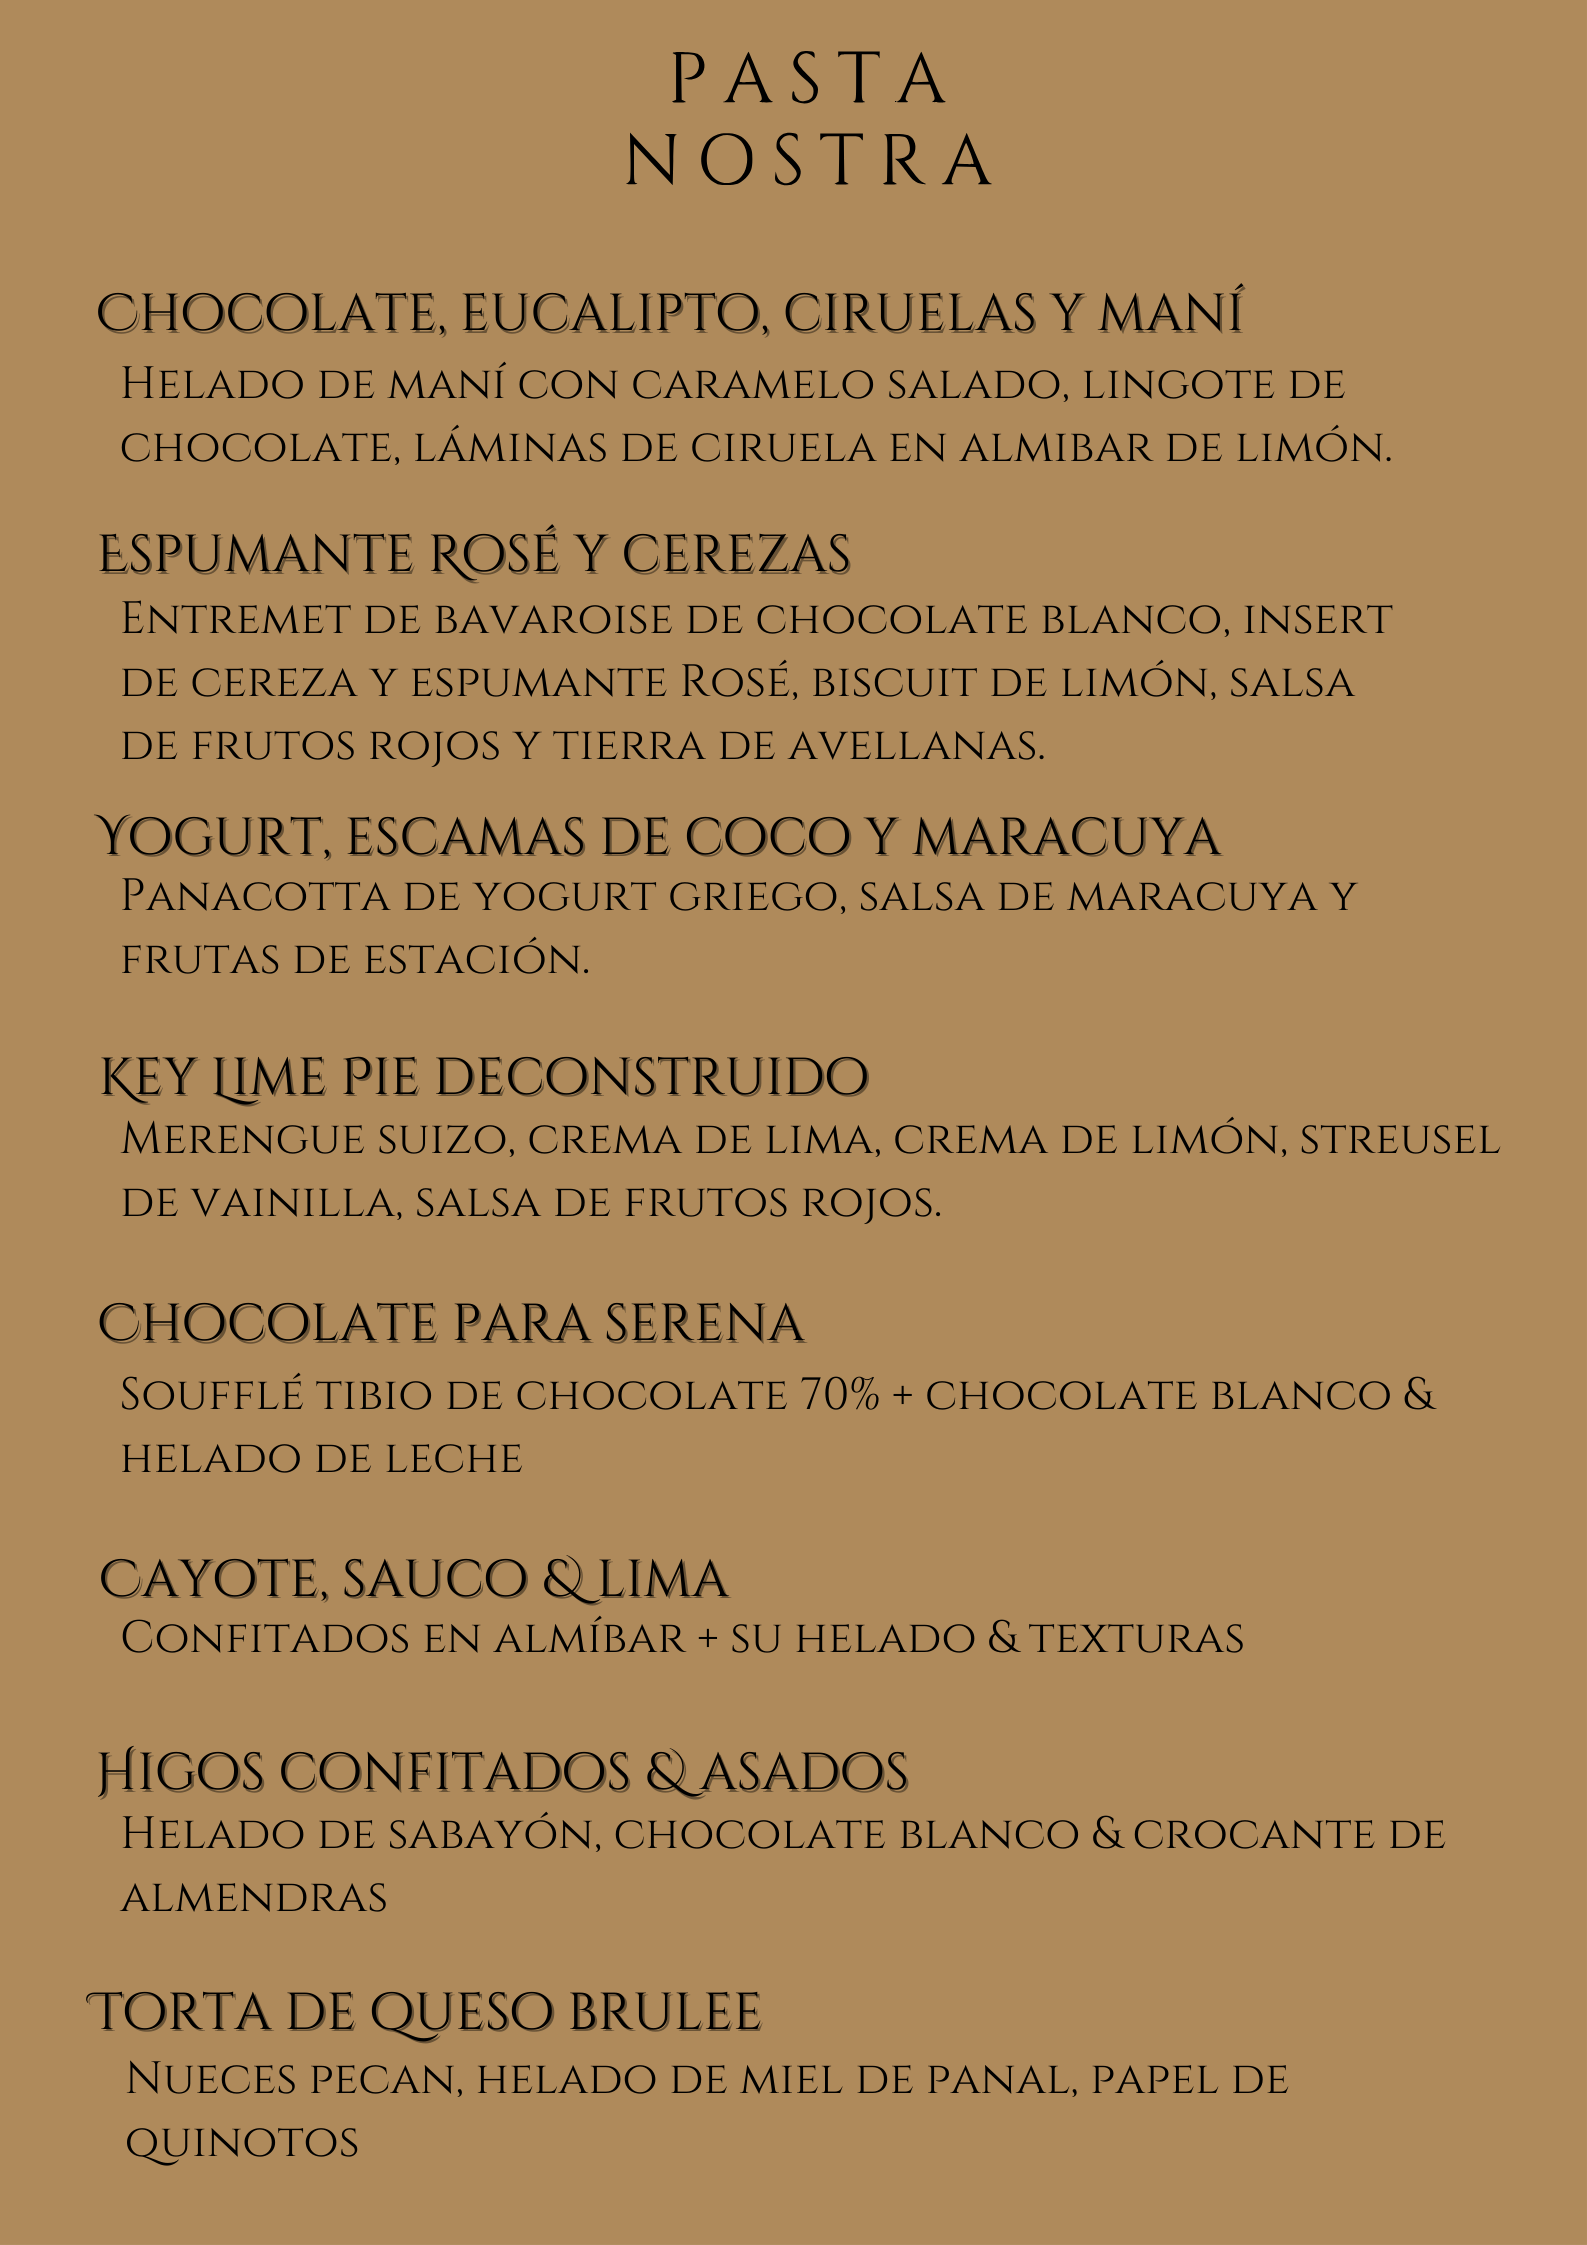 PASTA
NOSTRA
Chocolate, eucalipto, ciruelas y maní
Helado de maní con caramelo salado, lingote de
chocolate, láminas de ciruela en almibar de limón.
Espumante Rosé y cerezas
Entremet de bavaroise de chocolate blanco, insert
de cereza y espumante Rosé, biscuit de limón, salsa
de frutos rojos y tierra de avellanas.
Yogurt, escamas de coco y maracuya
Panacotta de yogurt griego, salsa de maracuya y
frutas de estación.
Key Lime Pie deconstruido
Merengue suizo, crema de lima, crema de limón, streusel
de vainilla, salsa de frutos rojos.
Chocolate para serena
Soufflé tibio de chocolate 70% + chocolate blanco &
helado de leche
Cayote, sauco & lima
Confitados en almíbar + su helado & texturas
Higos confitados & asados
Helado de sabayón, chocolate blanco & crocante de
almendras
Torta de Queso brulee
Nueces pecan, helado de miel de panal, papel de
quinotos